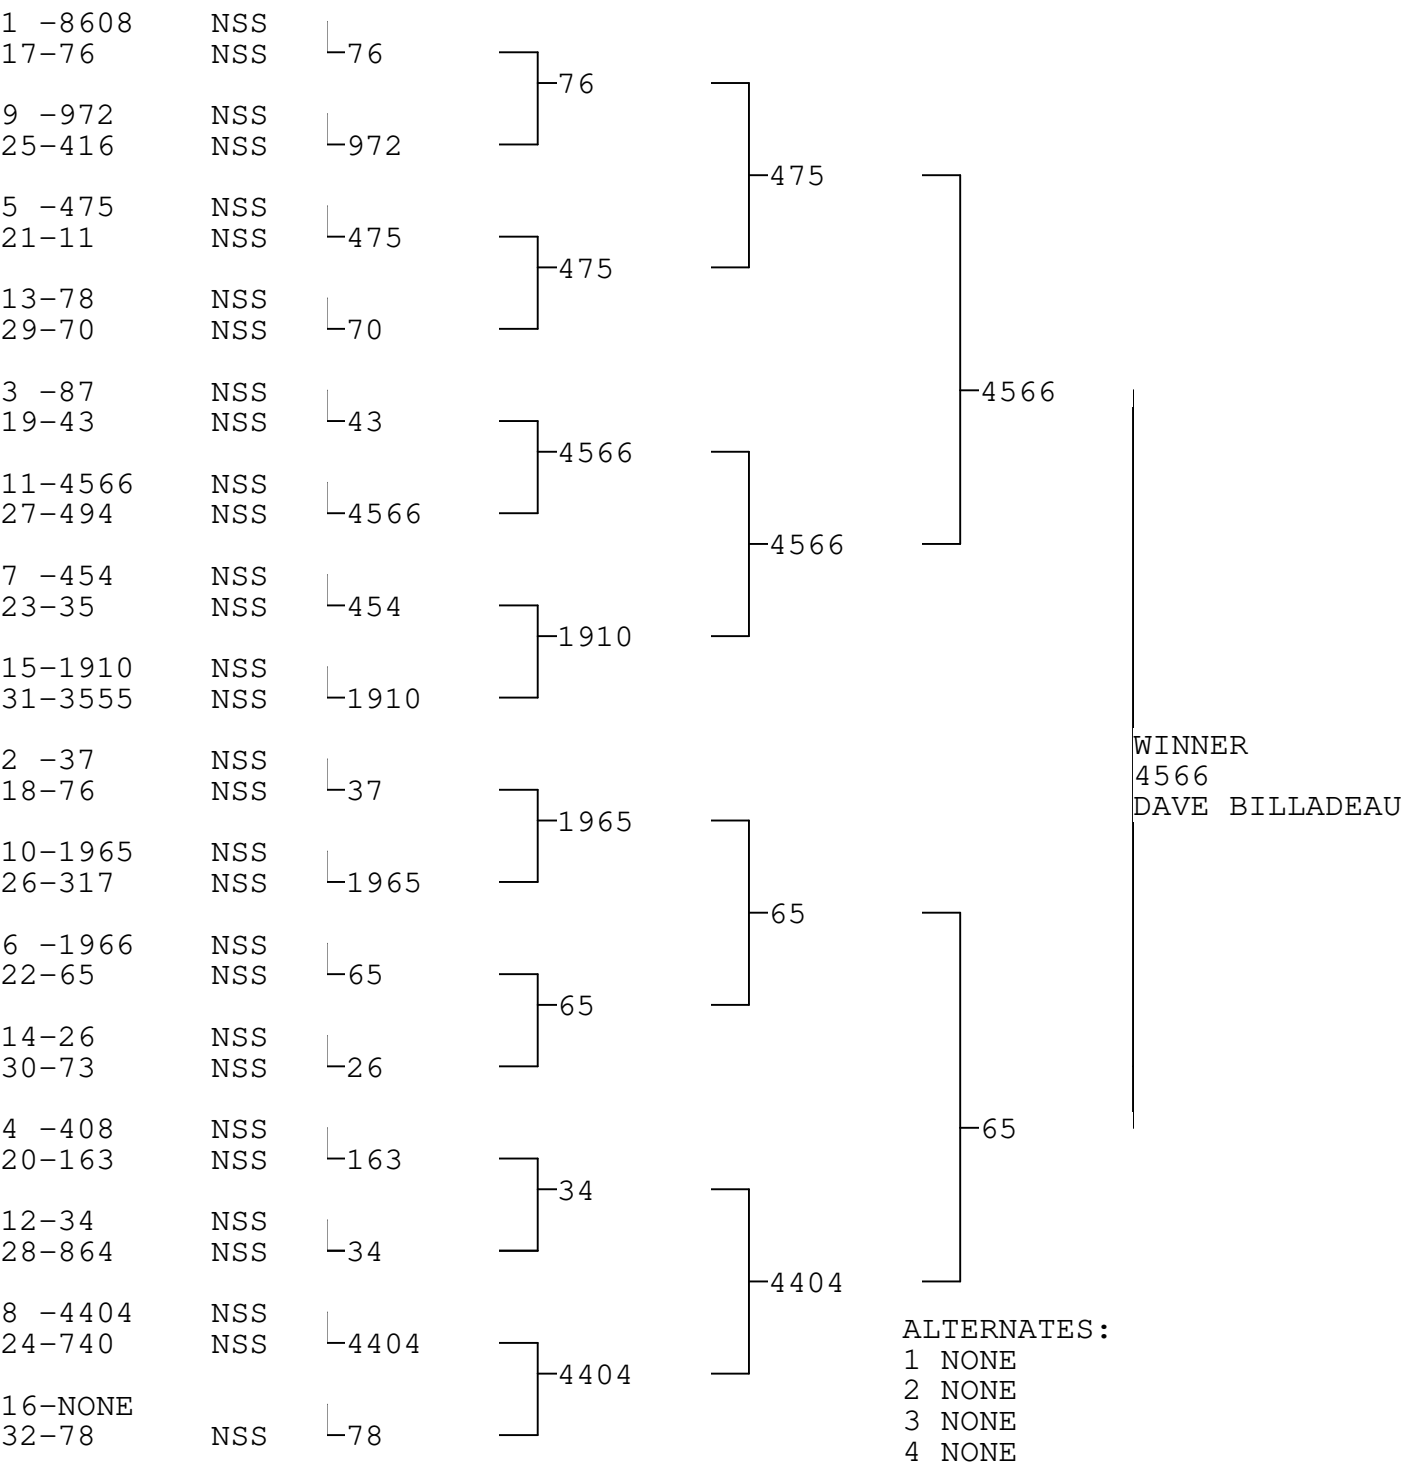 1 -8608 NSS
17-76 NSS 76
76
9 -972 NSS
25-416 NSS 972
475
5 -475 NSS
21-11 NSS 475
475
13-78 NSS
29-70 NSS 70
3 -87 NSS 4566
19-43 NSS 43
4566
11-4566 NSS
27-494 NSS 4566
4566
7 -454 NSS
23-35 NSS 454
1910
15-1910 NSS
31-3555 NSS 1910
WINNER
2 -37 NSS
4566
18-76 NSS 37
DAVE BILLADEAU
1965
10-1965 NSS
26-317 NSS 1965
65
6 -1966 NSS
22-65 NSS 65
65
14-26 NSS
30-73 NSS 26
4 -408 NSS 65
20-163 NSS 163
34
12-34 NSS
28-864 NSS 34
4404
8 -4404 NSS
ALTERNATES:
24-740 NSS 4404
1 NONE
4404
2 NONE
16-NONE
3 NONE
32-78 NSS 78
4 NONE